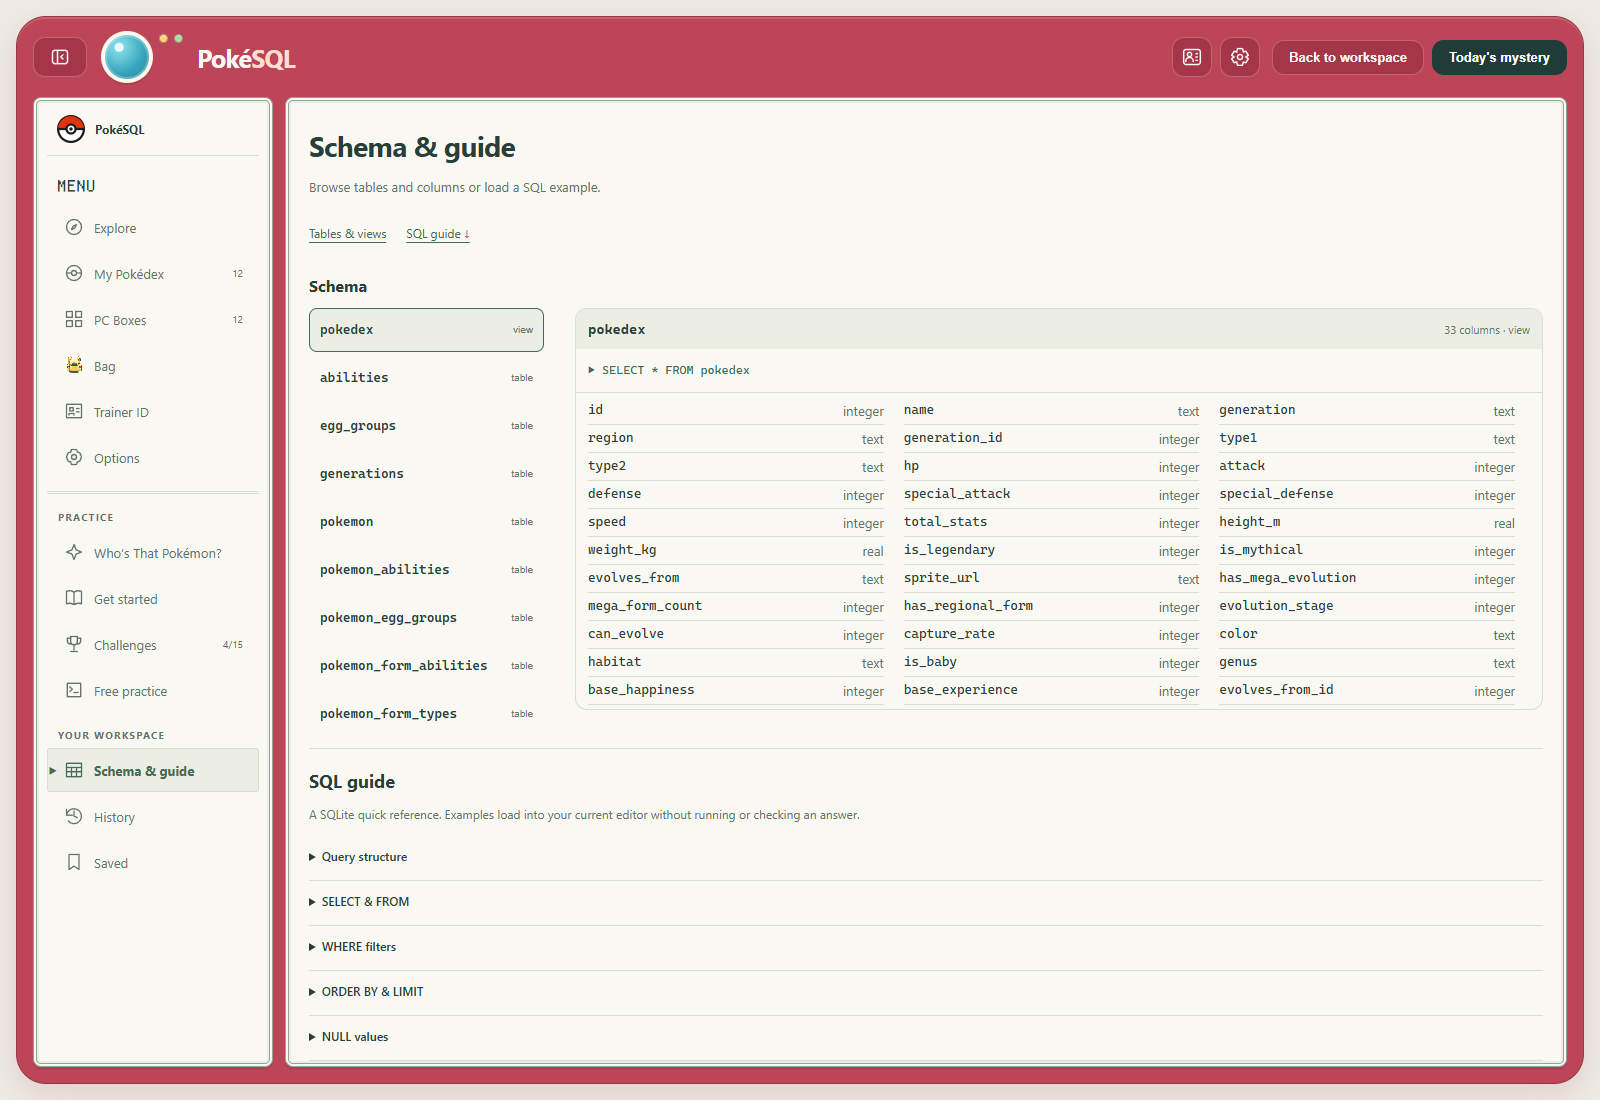 PokéSQL
Back to workspace
Today's mystery
PokéSQL
MENU
Explore
My Pokédex 12
PC Boxes 12
Bag
Trainer ID
Options
PRACTICE
Who's That Pokémon?
Get started
Challenges 4/15
Free practice
YOUR WORKSPACE
Schema & guide
History
Saved
Schema & guide
Browse tables and columns or load a SQL example.
Tables & views SQL guide ↓
Schema
pokedex view
abilities table
egg_groups table
generations table
pokemon table
pokemon_abilities table
pokemon_egg_groups table
pokemon_form_abilities table
pokemon_form_types table
pokedex 33 columns · view
▶ SELECT * FROM pokedex
id integer name text generation text
region text generation_id integer type1 text
type2 text hp integer attack integer
defense integer special_attack integer special_defense integer
speed integer total_stats integer height_m real
weight_kg real is_legendary integer is_mythical integer
evolves_from text sprite_url text has_mega_evolution integer
mega_form_count integer has_regional_form integer evolution_stage integer
can_evolve integer capture_rate integer color text
habitat text is_baby integer genus text
base_happiness integer base_experience integer evolves_from_id integer
SQL guide
A SQLite quick reference. Examples load into your current editor without running or checking an answer.
▶ Query structure
▶ SELECT & FROM
▶ WHERE filters
▶ ORDER BY & LIMIT
▶ NULL values